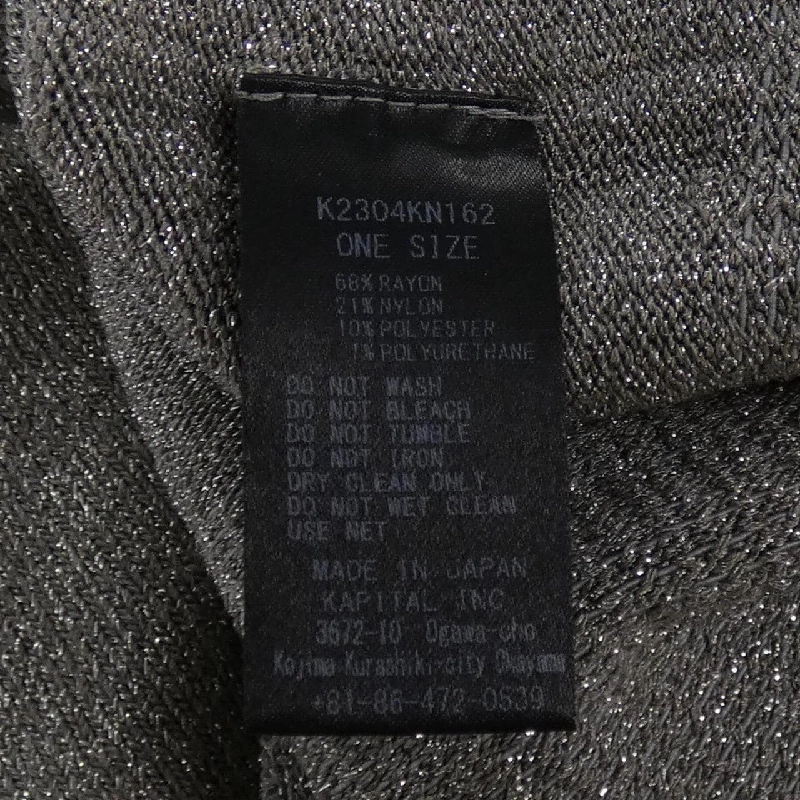 K2304KN162
ONE SIZE
68% RAYON
21% NYLON
10% POLYESTER
1% POLYURETHANE
DO NOT WASH
DO NOT BLEACH
DO NOT TUMBLE
DO NOT IRON
DRY CLEAN ONLY
DO NOT WET CLEAN
USE NET
MADE IN JAPAN
KAPITAL INC
3672-10 Ogawa-cho
Kojima Kurashiki-city Okayama
+81-86-472-0539